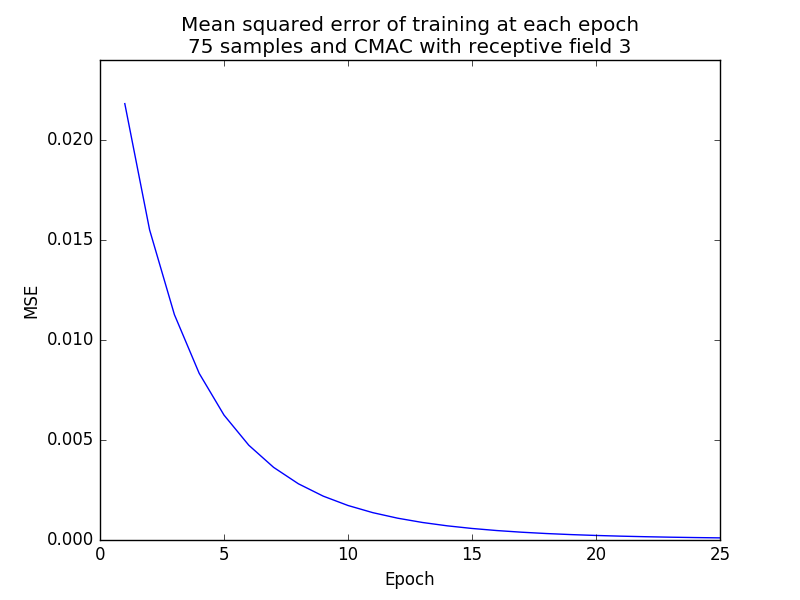 Mean squared error of training at each epoch
75 samples and CMAC with receptive field 3
0.020
0.015
MSE
0.010
0.005
0.000
0 5 10 15 20 25
Epoch